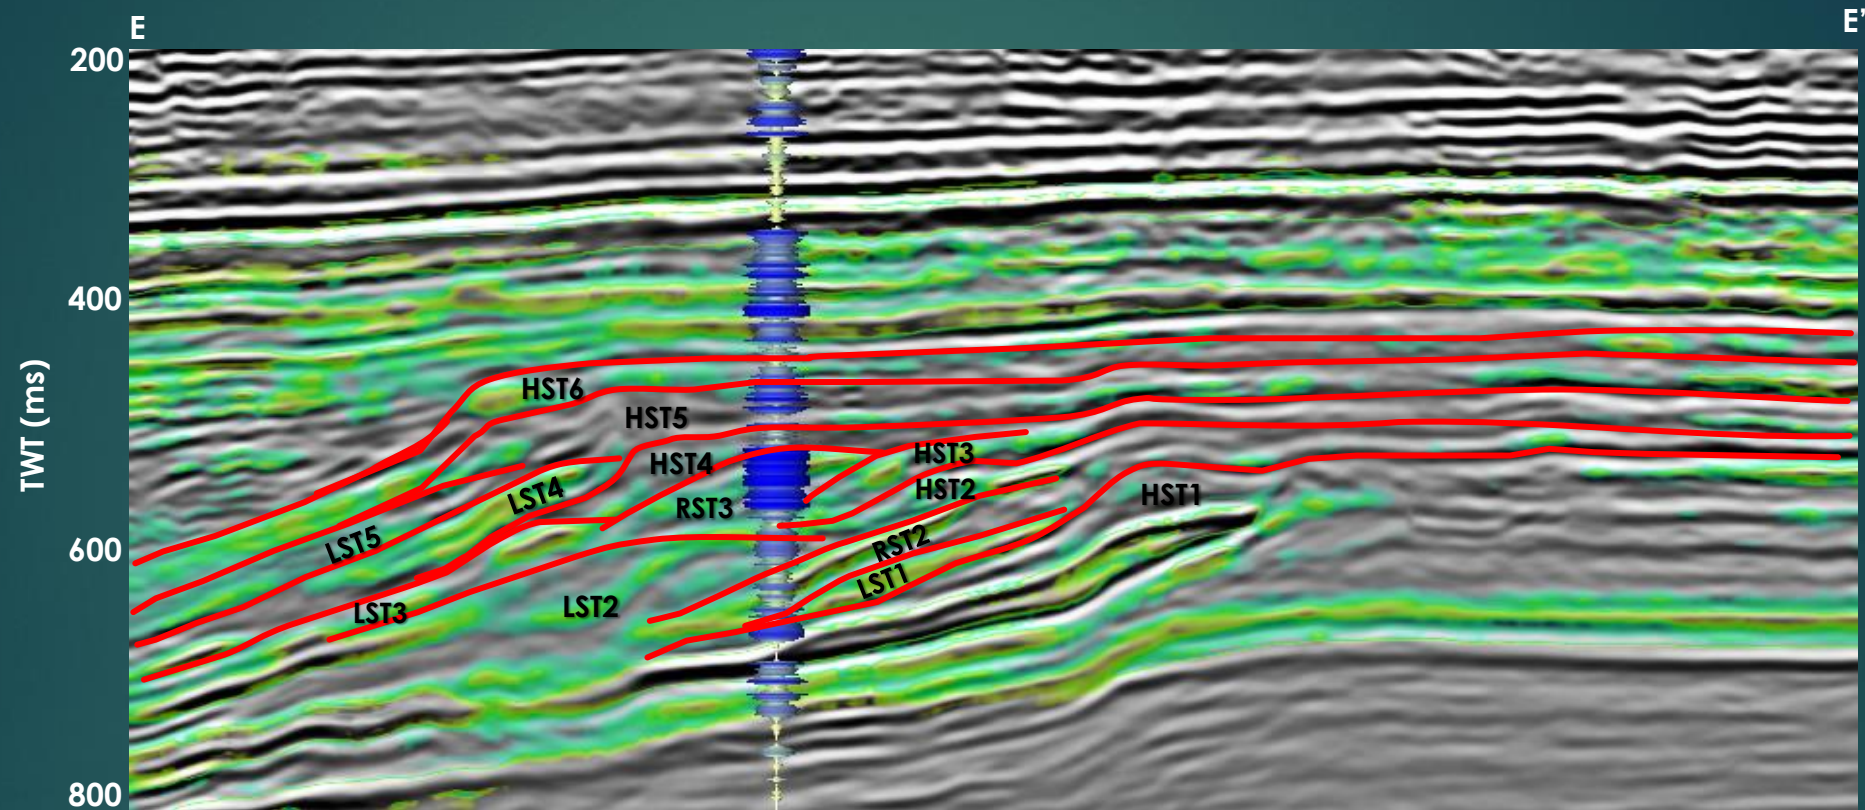 E
E'
200
400
600
800
TWT (ms)
HST6
HST5
HST4
HST3
HST2
HST1
LST4
RST3
LST5
RST2
LST1
LST3
LST2